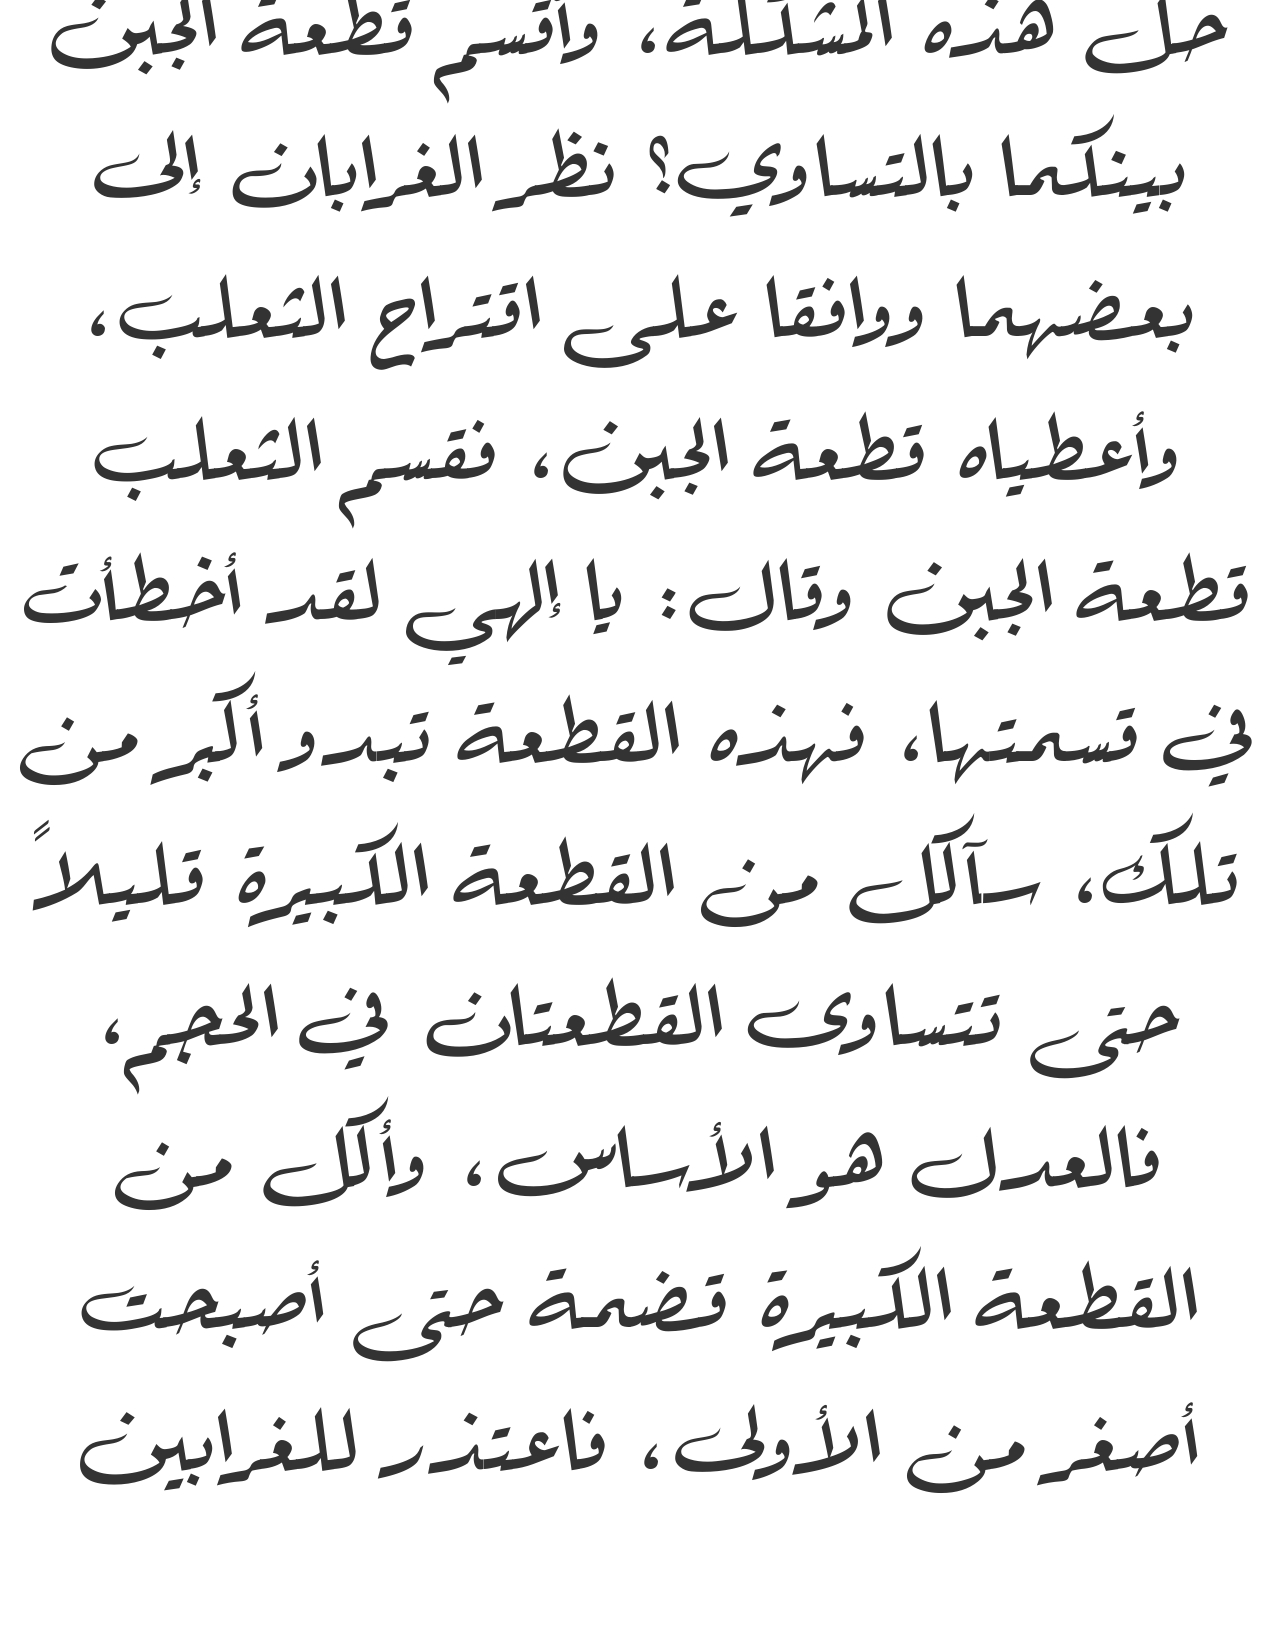 حل هذه المشكلة، وأقسم قطعة الجبن
بينكما بالتساوي؟ نظر الغرابان إلى
بعضهما ووافقا على اقتراح الثعلب،
وأعطياه قطعة الجبن، فقسم الثعلب
قطعة الجبن وقال: يا إلهي لقد أخطأت
في قسمتها، فهذه القطعة تبدو أكبر من
تلك، سآكل من القطعة الكبيرة قليلاً
حتى تتساوى القطعتان في الحجم،
فالعدل هو الأساس، وأكل من
القطعة الكبيرة قضمة حتى أصبحت
أصغر من الأولى، فاعتذر للغرابين